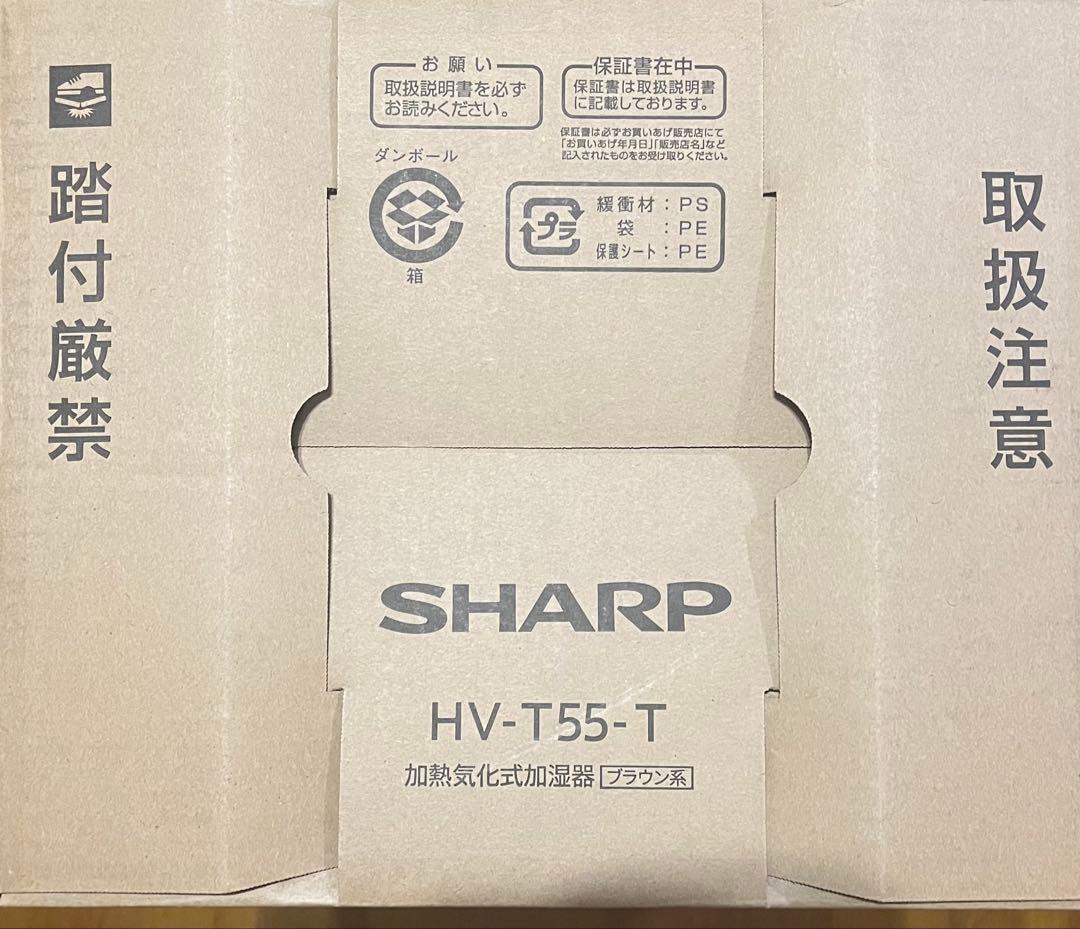 踏付厳禁
お願い
取扱説明書を必ず
お読みください。
保証書在中
保証書は取扱説明書
に記載しております。
保証書は必ずお買いあげ販売店にて
「お買いあげ年月日」「販売店名」など
記入されたものをお受け取りください。
ダンボール
箱
プラ
緩衝材：PS
袋：PE
保護シート：PE
取扱注意
SHARP
HV-T55-T
加熱気化式加湿器 ブラウン系